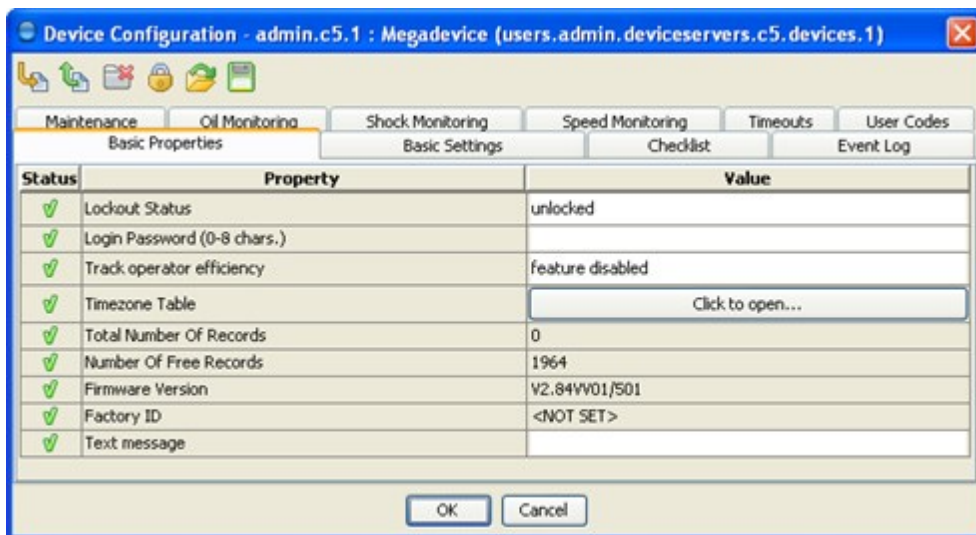 Device Configuration - admin.c5.1 : Megadevice (users.admin.deviceservers.c5.devices.1)
Maintenance Oil Monitoring Shock Monitoring Speed Monitoring Timeouts User Codes
Basic Properties Basic Settings Checklist Event Log
Status Property Value
Lockout Status unlocked
Login Password (0-8 chars.)
Track operator efficiency feature disabled
Timezone Table Click to open...
Total Number Of Records 0
Number Of Free Records 1964
Firmware Version V2.84VV01/501
Factory ID <NOT SET>
Text message
OK Cancel